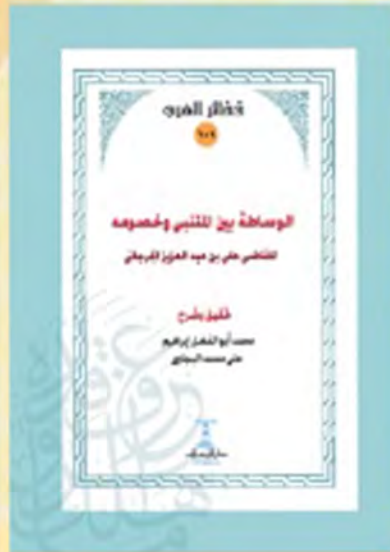 ذخائر العرب
الوساطة بين المتنبي وخصومه
للقاضي علي بن عبد العزيز الجرجاني
تحقيق وشرح
محمد أبو الفضل إبراهيم
علي محمد البجاوي